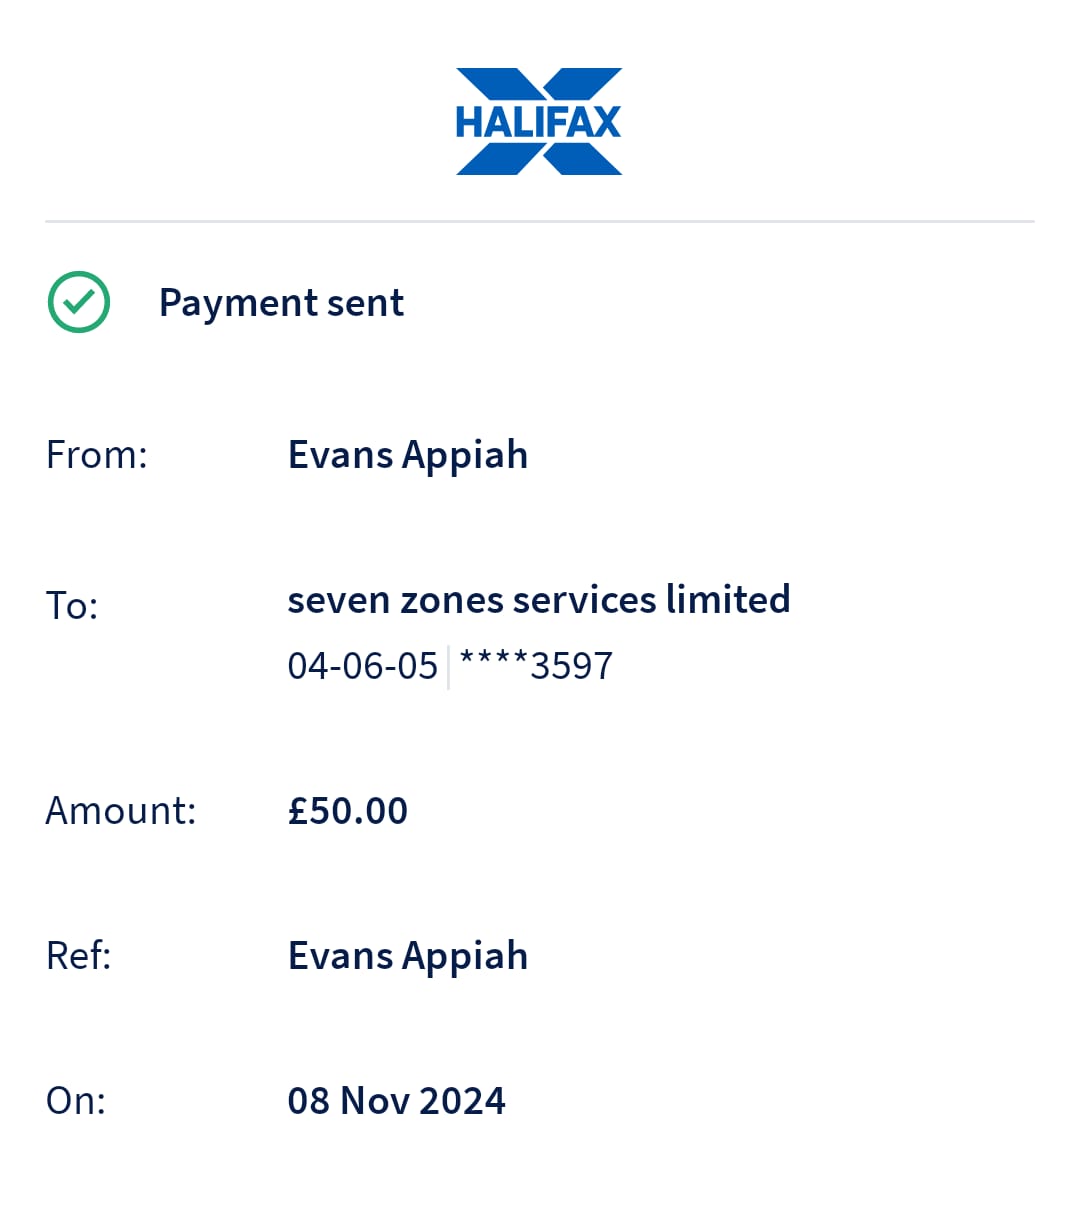 HALIFAX
Payment sent
From: Evans Appiah
To: seven zones services limited
04-06-05 | ****3597
Amount: £50.00
Ref: Evans Appiah
On: 08 Nov 2024